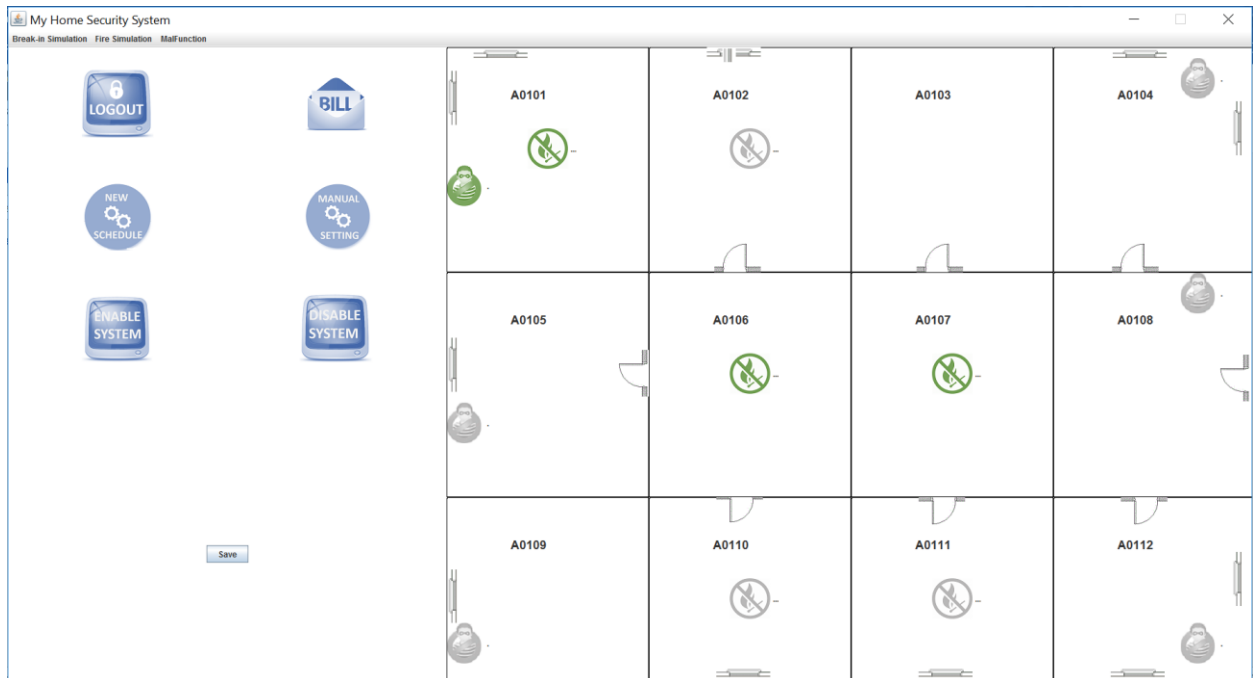 My Home Security System
Break-in Simulation Fire Simulation MalFunction
LOGOUT
BILL
NEW
SCHEDULE
MANUAL
SETTING
ENABLE
SYSTEM
DISABLE
SYSTEM
Save
A0101
A0102
A0103
A0104
A0105
A0106
A0107
A0108
A0109
A0110
A0111
A0112